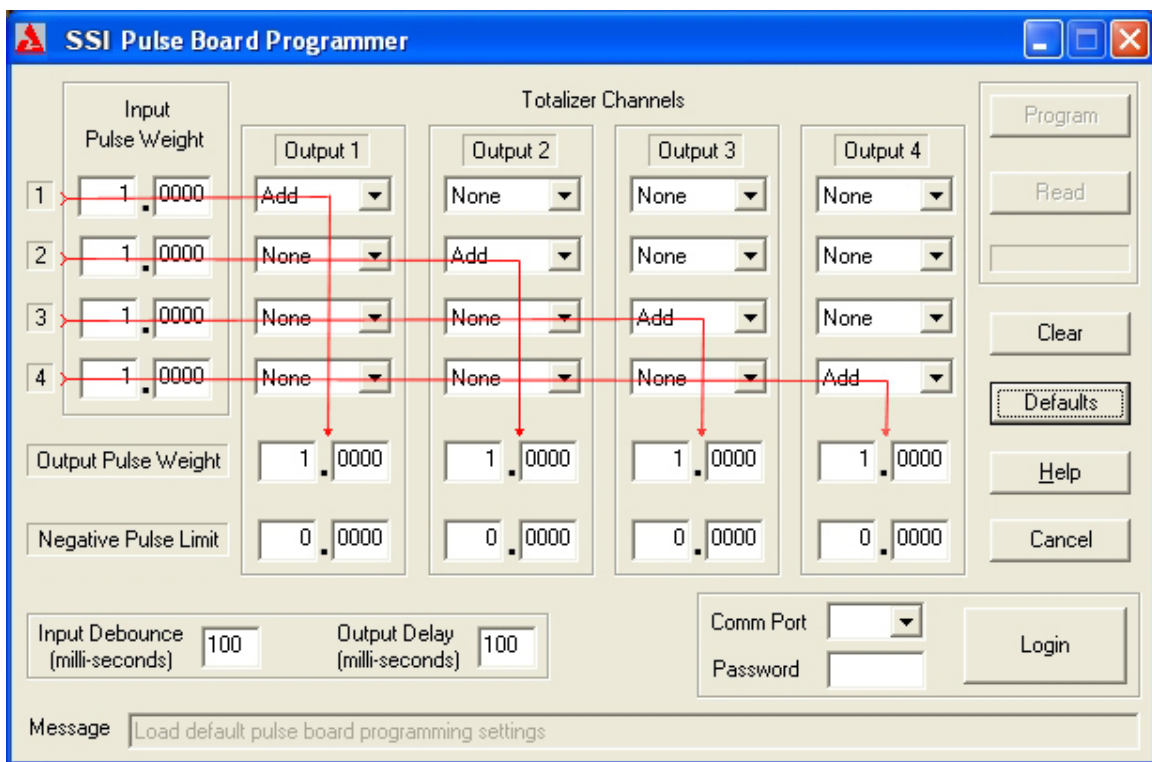 SSI Pulse Board Programmer
Input
Pulse Weight
Totalizer Channels
Output 1
Output 2
Output 3
Output 4
Program
Read
1 1 . 0000 Add None None None
2 1 . 0000 None Add None None
3 1 . 0000 None None Add None
4 1 . 0000 None None None Add
Clear
Defaults
Help
Cancel
Output Pulse Weight 1 . 0000 1 . 0000 1 . 0000 1 . 0000
Negative Pulse Limit 0 . 0000 0 . 0000 0 . 0000 0 . 0000
Input Debounce
(milli-seconds)
100
Output Delay
(milli-seconds)
100
Comm Port
Password
Login
Message Load default pulse board programming settings